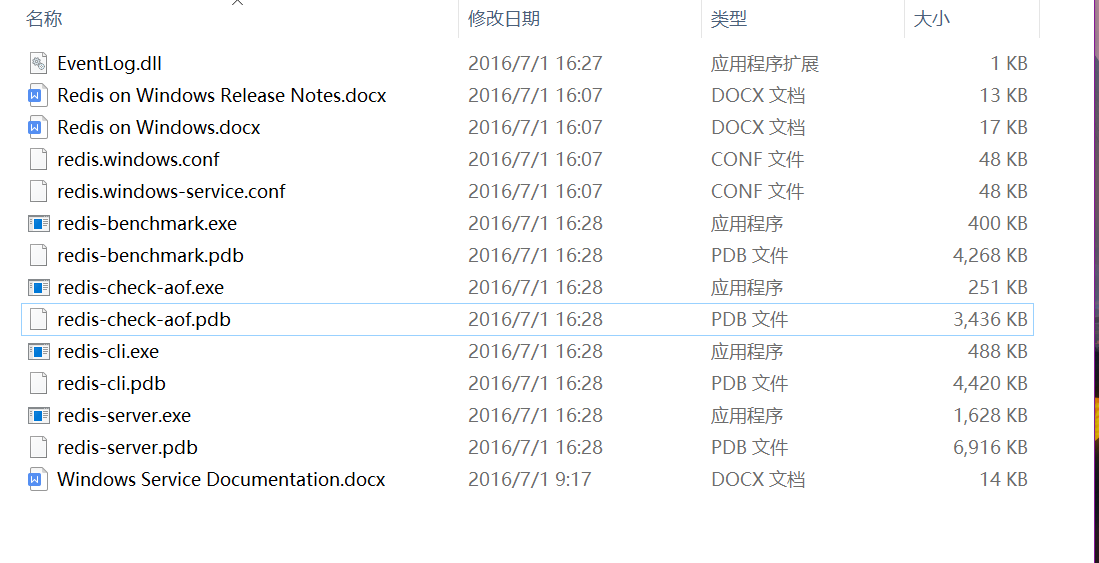 名称 修改日期 类型 大小
EventLog.dll 2016/7/1 16:27 应用程序扩展 1 KB
Redis on Windows Release Notes.docx 2016/7/1 16:07 DOCX 文档 13 KB
Redis on Windows.docx 2016/7/1 16:07 DOCX 文档 17 KB
redis.windows.conf 2016/7/1 16:07 CONF 文件 48 KB
redis.windows-service.conf 2016/7/1 16:07 CONF 文件 48 KB
redis-benchmark.exe 2016/7/1 16:28 应用程序 400 KB
redis-benchmark.pdb 2016/7/1 16:28 PDB 文件 4,268 KB
redis-check-aof.exe 2016/7/1 16:28 应用程序 251 KB
redis-check-aof.pdb 2016/7/1 16:28 PDB 文件 3,436 KB
redis-cli.exe 2016/7/1 16:28 应用程序 488 KB
redis-cli.pdb 2016/7/1 16:28 PDB 文件 4,420 KB
redis-server.exe 2016/7/1 16:28 应用程序 1,628 KB
redis-server.pdb 2016/7/1 16:28 PDB 文件 6,916 KB
Windows Service Documentation.docx 2016/7/1 9:17 DOCX 文档 14 KB